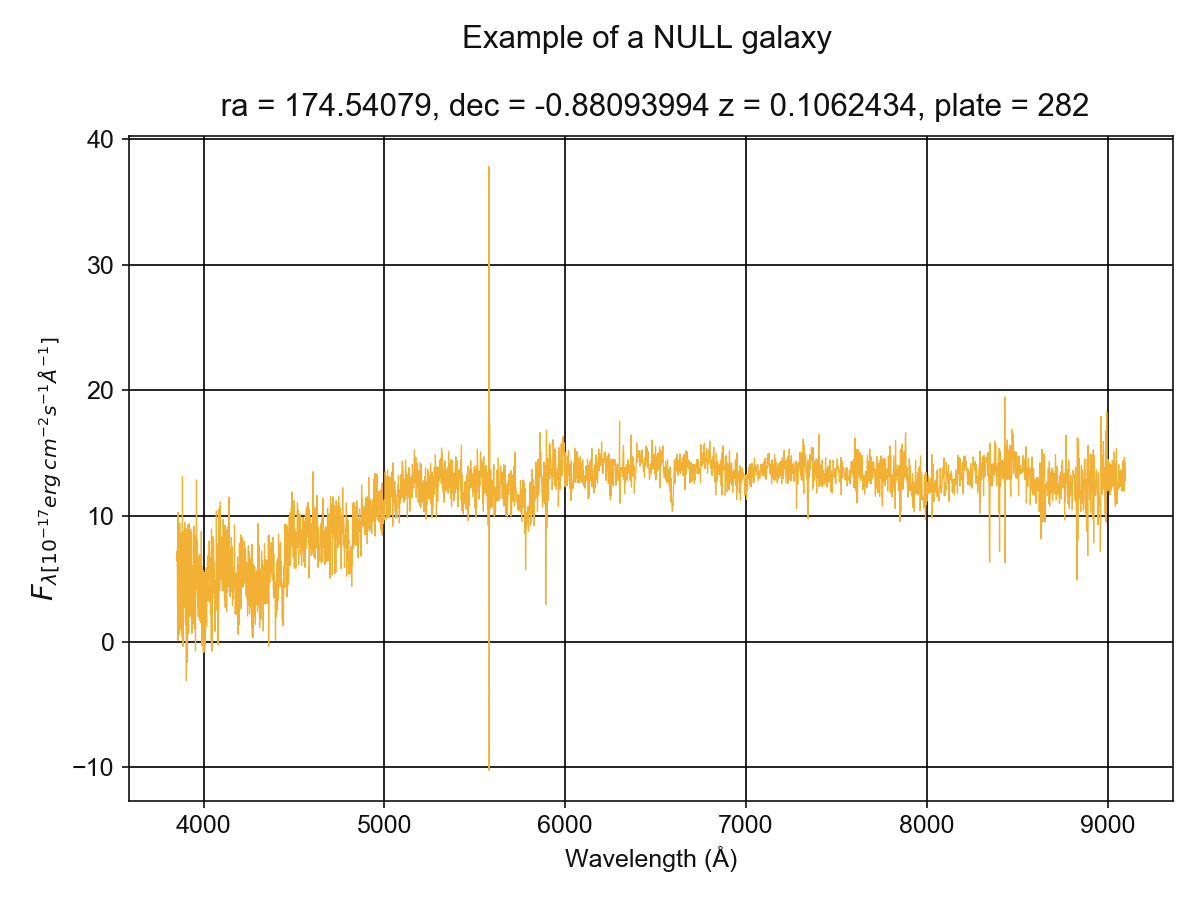 Example of a NULL galaxy
ra = 174.54079, dec = -0.88093994 z = 0.1062434, plate = 282
40
30
20
10
0
−10
F_λ[10⁻¹⁷erg cm⁻²s⁻¹Å⁻¹]
4000 5000 6000 7000 8000 9000
Wavelength (Å)